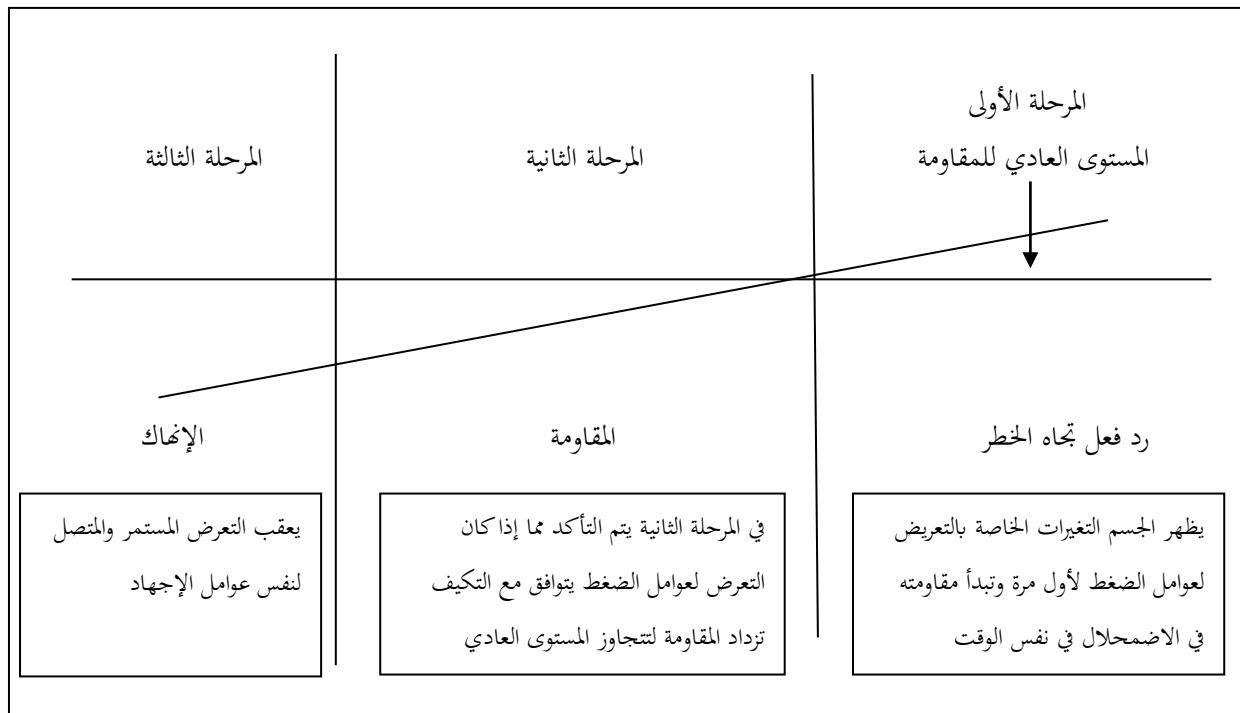 المرحلة الأولى
المستوى العادي للمقاومة
المرحلة الثانية
المرحلة الثالثة
رد فعل تجاه الخطر
المقاومة
الإنهاك
يظهر الجسم التغيرات الخاصة بالتعريض
لعوامل الضغط لأول مرة وتبدأ مقاومته
في الاضمحلال في نفس الوقت
في المرحلة الثانية يتم التأكد مما إذا كان
التعرض لعوامل الضغط يتوافق مع التكيف
تزداد المقاومة لتتجاوز المستوى العادي
يعقب التعرض المستمر والمتصل
لنفس عوامل الإجهاد